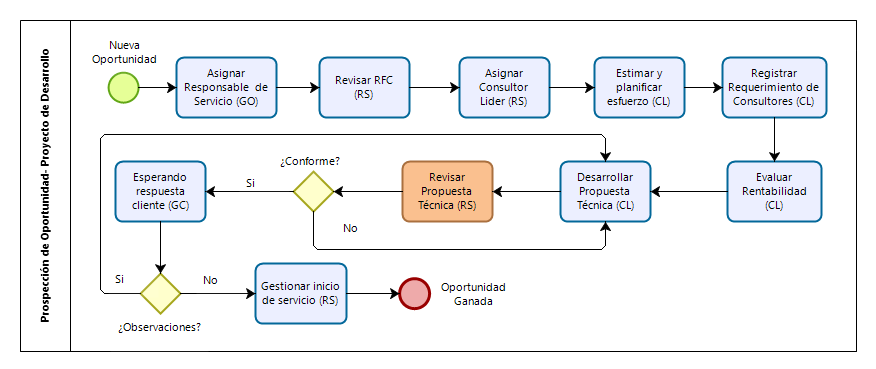 Prospección de Oportunidad- Proyecto de Desarrollo
Nueva
Oportunidad
Asignar
Responsable de
Servicio (GO)
Revisar RFC
(RS)
Asignar
Consultor
Lider (RS)
Estimar y
planificar
esfuerzo (CL)
Registrar
Requerimiento de
Consultores (CL)
Esperando
respuesta
cliente (GC)
Si
¿Conforme?
No
Revisar
Propuesta
Técnica (RS)
Desarrollar
Propuesta
Técnica (CL)
Evaluar
Rentabilidad
(CL)
Si
¿Observaciones?
No
Gestionar inicio
de servicio (RS)
Oportunidad
Ganada